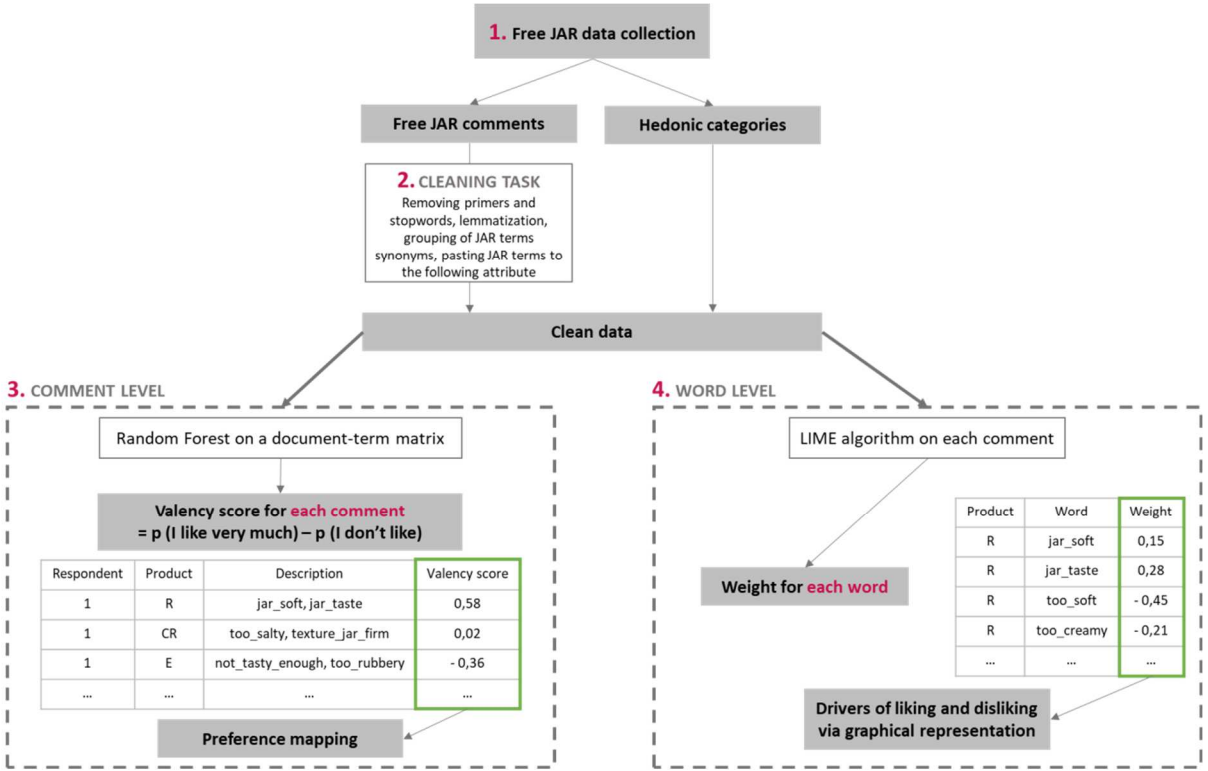 1. Free JAR data collection
Free JAR comments
Hedonic categories
2. CLEANING TASK
Removing primers and
stopwords, lemmatization,
grouping of JAR terms
synonyms, pasting JAR terms to
the following attribute
Clean data
3. COMMENT LEVEL
Random Forest on a document-term matrix
Valency score for each comment
= p (I like very much) – p (I don't like)
Respondent Product Description Valency score
1 R jar_soft, jar_taste 0,58
1 CR too_salty, texture_jar_firm 0,02
1 E not_tasty_enough, too_rubbery - 0,36
... ... ... ...
Preference mapping
4. WORD LEVEL
LIME algorithm on each comment
Weight for each word
Product Word Weight
R jar_soft 0,15
R jar_taste 0,28
R too_soft - 0,45
R too_creamy - 0,21
... ... ...
Drivers of liking and disliking
via graphical representation